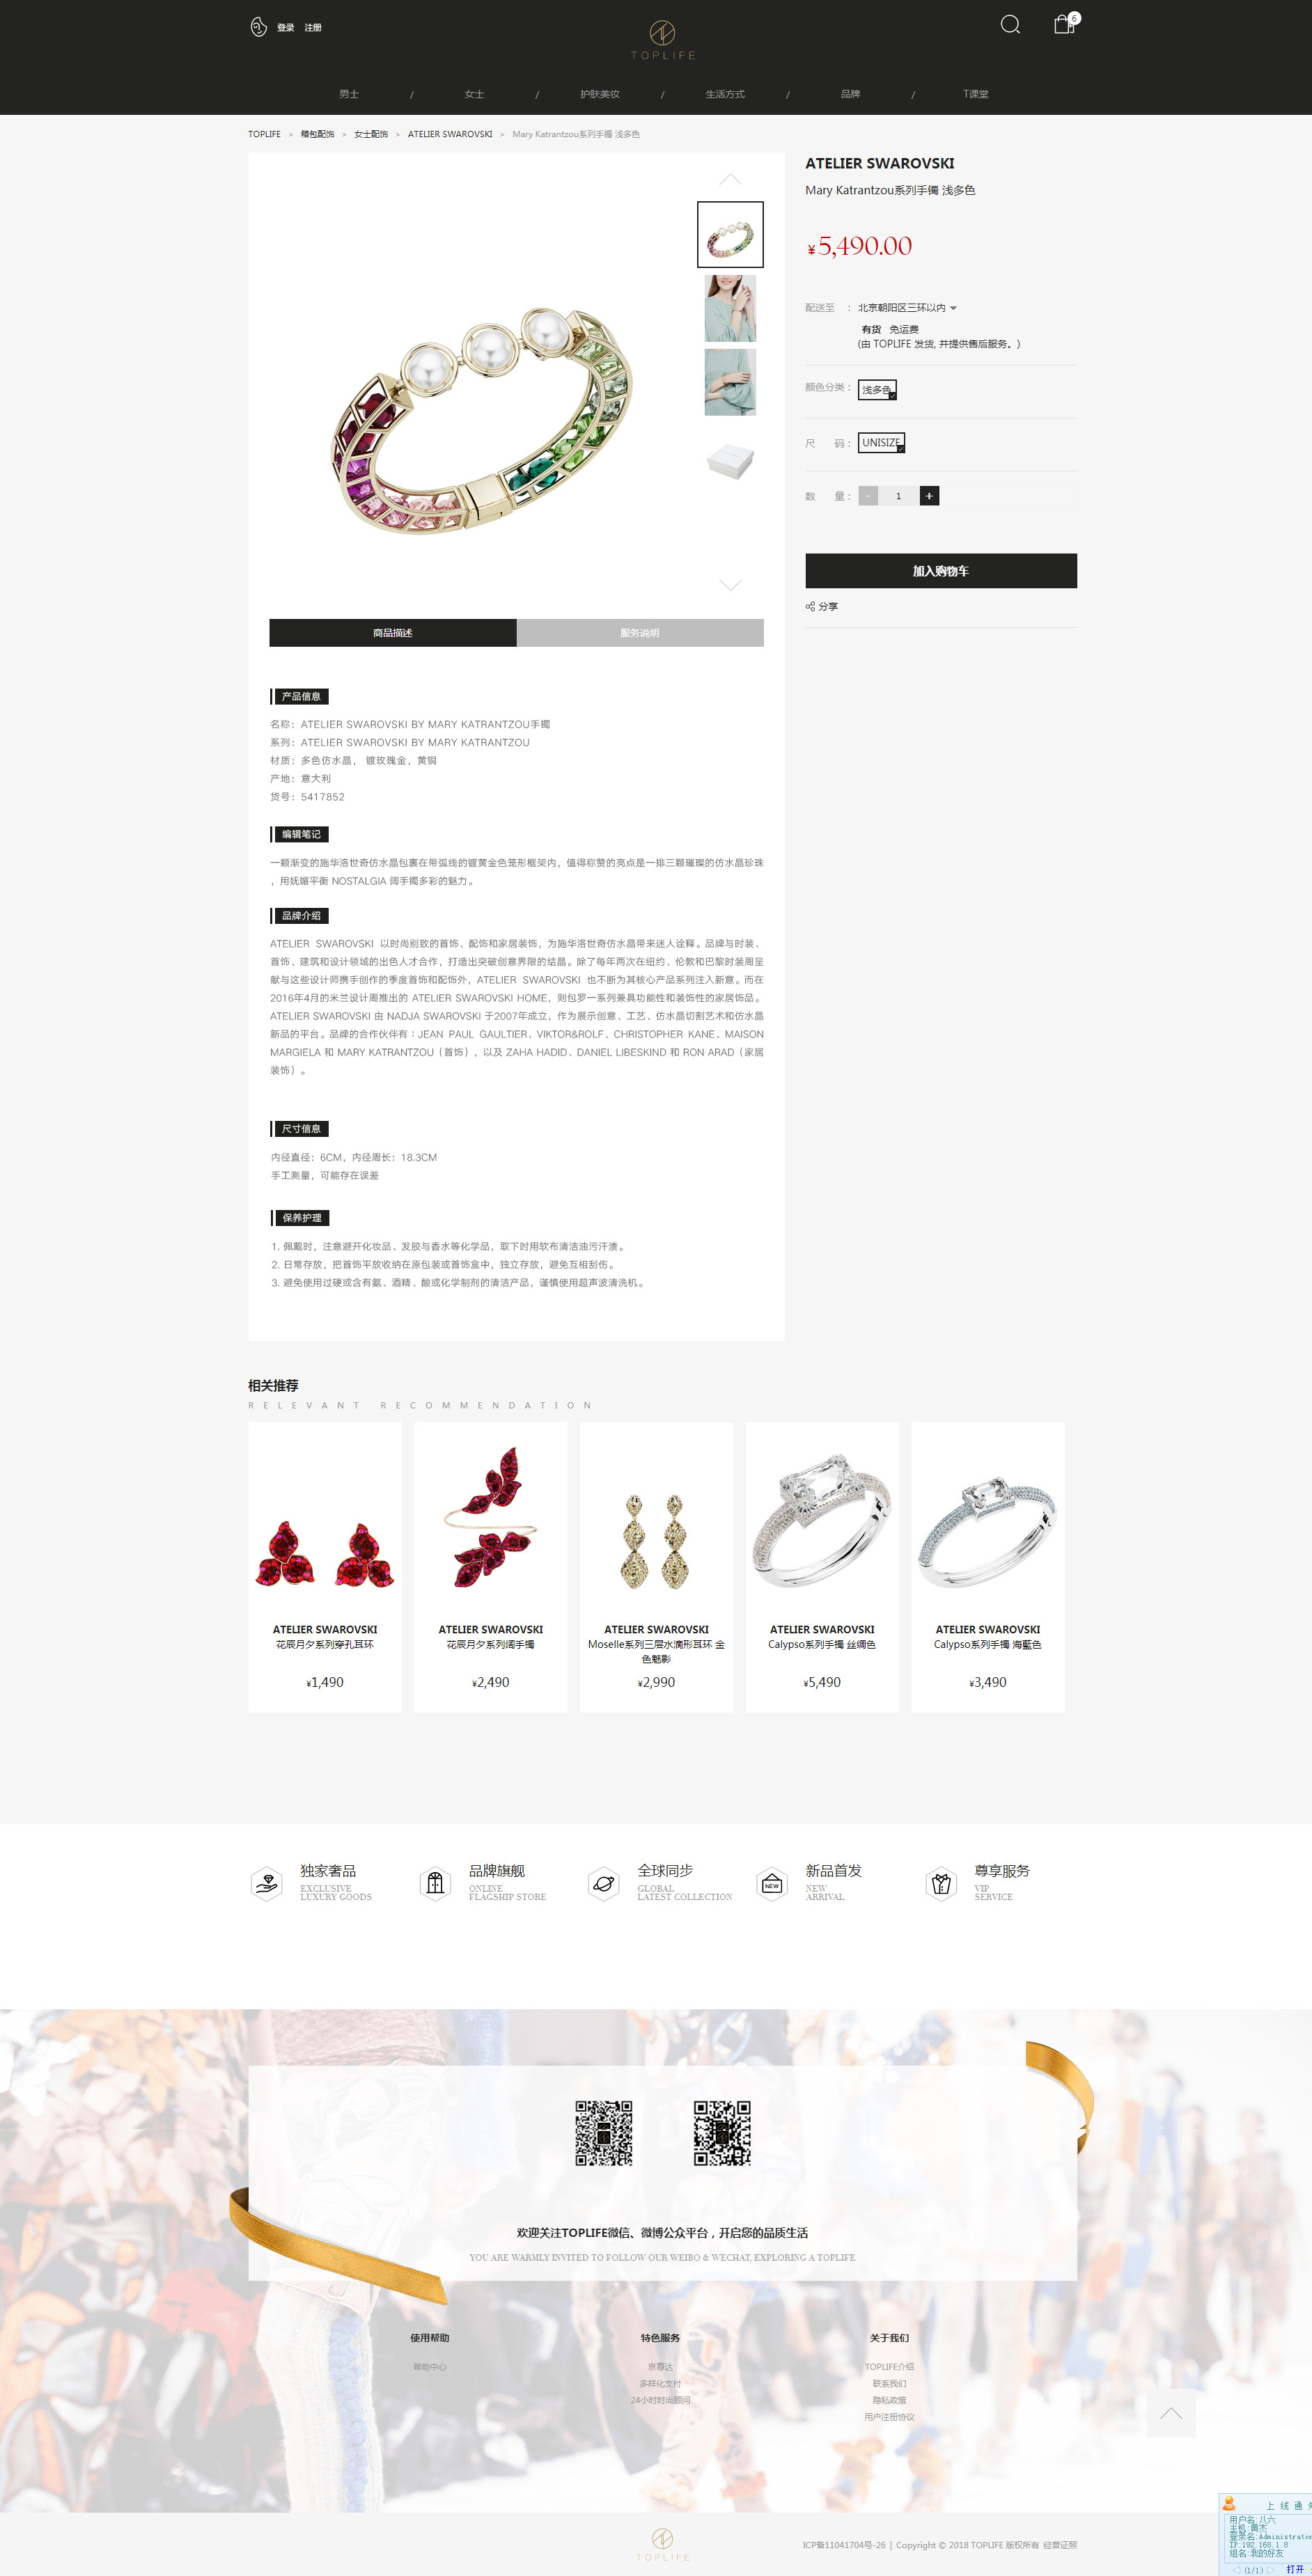 登录 注册
6
TOPLIFE
男士 / 女士 / 护肤美妆 / 生活方式 / 品牌 / T课堂
TOPLIFE > 箱包配饰 > 女士配饰 > ATELIER SWAROVSKI > Mary Katrantzou系列手镯 浅多色
ATELIER SWAROVSKI
Mary Katrantzou系列手镯 浅多色
¥5,490.00
配送至 : 北京朝阳区三环以内
有货 免运费
(由 TOPLIFE 发货, 并提供售后服务。)
颜色分类 : 浅多色
尺 码 : UNISIZE
数 量 : - 1 +
加入购物车
分享
商品描述 服务说明
产品信息
名称：ATELIER SWAROVSKI BY MARY KATRANTZOU手镯
系列：ATELIER SWAROVSKI BY MARY KATRANTZOU
材质：多色仿水晶， 镀玫瑰金，黄铜
产地：意大利
货号：5417852
编辑笔记
一颗渐变的施华洛世奇仿水晶包裹在带弧线的镀黄金色笼形框架内，值得称赞的亮点是一排三颗璀璨的仿水晶珍珠
，用妩媚平衡 NOSTALGIA 阔手镯多彩的魅力。
品牌介绍
ATELIER SWAROVSKI 以时尚别致的首饰、配饰和家居装饰，为施华洛世奇仿水晶带来迷人诠释。品牌与时装、
首饰、建筑和设计领域的出色人才合作，打造出突破创意界限的结晶。除了每年两次在纽约、伦敦和巴黎时装周呈
献与这些设计师携手创作的季度首饰和配饰外，ATELIER SWAROVSKI 也不断为其核心产品系列注入新意。而在
2016年4月的米兰设计周推出的 ATELIER SWAROVSKI HOME，则包罗一系列兼具功能性和装饰性的家居饰品。
ATELIER SWAROVSKI 由 NADJA SWAROVSKI 于2007年成立，作为展示创意、工艺、仿水晶切割艺术和仿水晶
新品的平台。品牌的合作伙伴有：JEAN PAUL GAULTIER、VIKTOR&ROLF、CHRISTOPHER KANE、MAISON
MARGIELA 和 MARY KATRANTZOU（首饰），以及 ZAHA HADID、DANIEL LIBESKIND 和 RON ARAD（家居
装饰）。
尺寸信息
内径直径：6CM，内径周长：18.3CM
手工测量，可能存在误差
保养护理
1. 佩戴时，注意避开化妆品、发胶与香水等化学品，取下时用软布清洁油污汗渍。
2. 日常存放，把首饰平放收纳在原包装或首饰盒中，独立存放，避免互相刮伤。
3. 避免使用过硬或含有氨、酒精、酸或化学制剂的清洁产品，谨慎使用超声波清洗机。
相关推荐
RELEVANT RECOMMENDATION
ATELIER SWAROVSKI
花辰月夕系列穿孔耳环
¥1,490
ATELIER SWAROVSKI
花辰月夕系列阔手镯
¥2,490
ATELIER SWAROVSKI
Moselle系列三层水滴形耳环 金
色魅影
¥2,990
ATELIER SWAROVSKI
Calypso系列手镯 丝绸色
¥5,490
ATELIER SWAROVSKI
Calypso系列手镯 海藍色
¥3,490
独家奢品
EXCLUSIVE
LUXURY GOODS
品牌旗舰
ONLINE
FLAGSHIP STORE
全球同步
GLOBAL
LATEST COLLECTION
NEW
新品首发
NEW
ARRIVAL
尊享服务
VIP
SERVICE
欢迎关注TOPLIFE微信、微博公众平台，开启您的品质生活
YOU ARE WARMLY INVITED TO FOLLOW OUR WEIBO & WECHAT, EXPLORING A TOPLIFE
使用帮助
帮助中心
特色服务
京尊达
多样化支付
24小时时尚顾问
关于我们
TOPLIFE介绍
联系我们
隐私政策
用户注册协议
TOPLIFE
ICP备11041704号-26 | Copyright © 2018 TOPLIFE 版权所有 经营证照
上线通
用户名:八六
主机:黄杰
登录名:Administrator
IP:192.168.1.8
组名:我的好友
(1/1) 打开